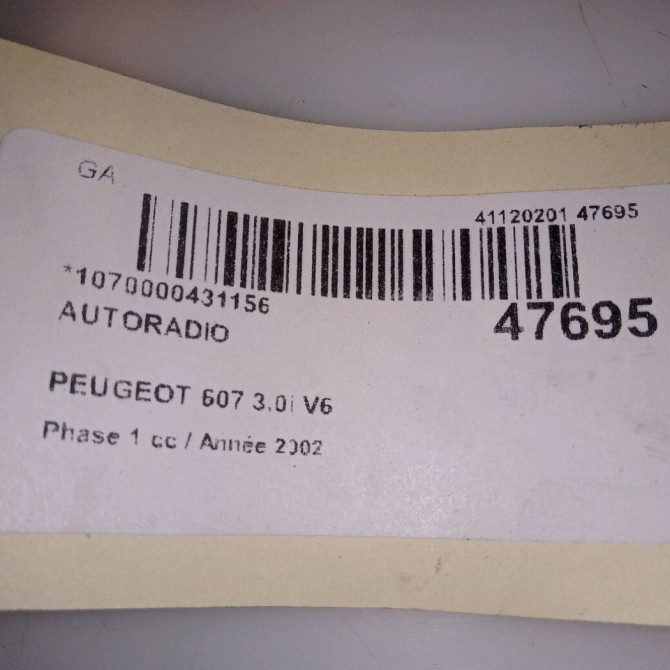 GA
41120201 47695
*1070000431156
47695
AUTORADIO
PEUGEOT 607 3.0i V6
Phase 1 cc / Année 2002